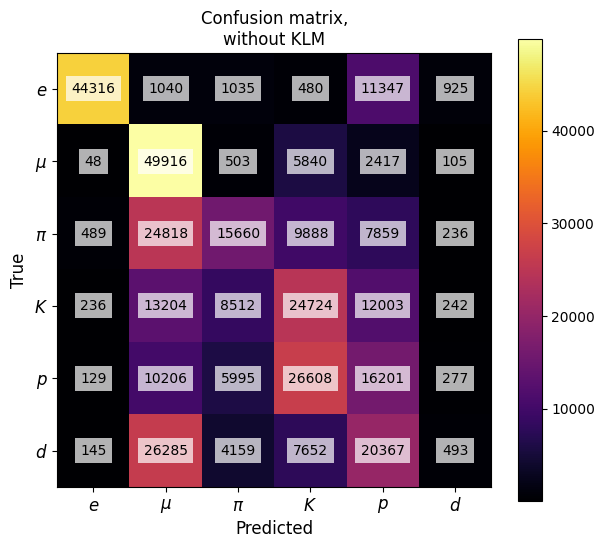 Confusion matrix,
without KLM
e 44316 1040 1035 480 11347 925
μ 48 49916 503 5840 2417 105
π 489 24818 15660 9888 7859 236
K 236 13204 8512 24724 12003 242
p 129 10206 5995 26608 16201 277
d 145 26285 4159 7652 20367 493
e μ π K p d
Predicted
True
40000
30000
20000
10000